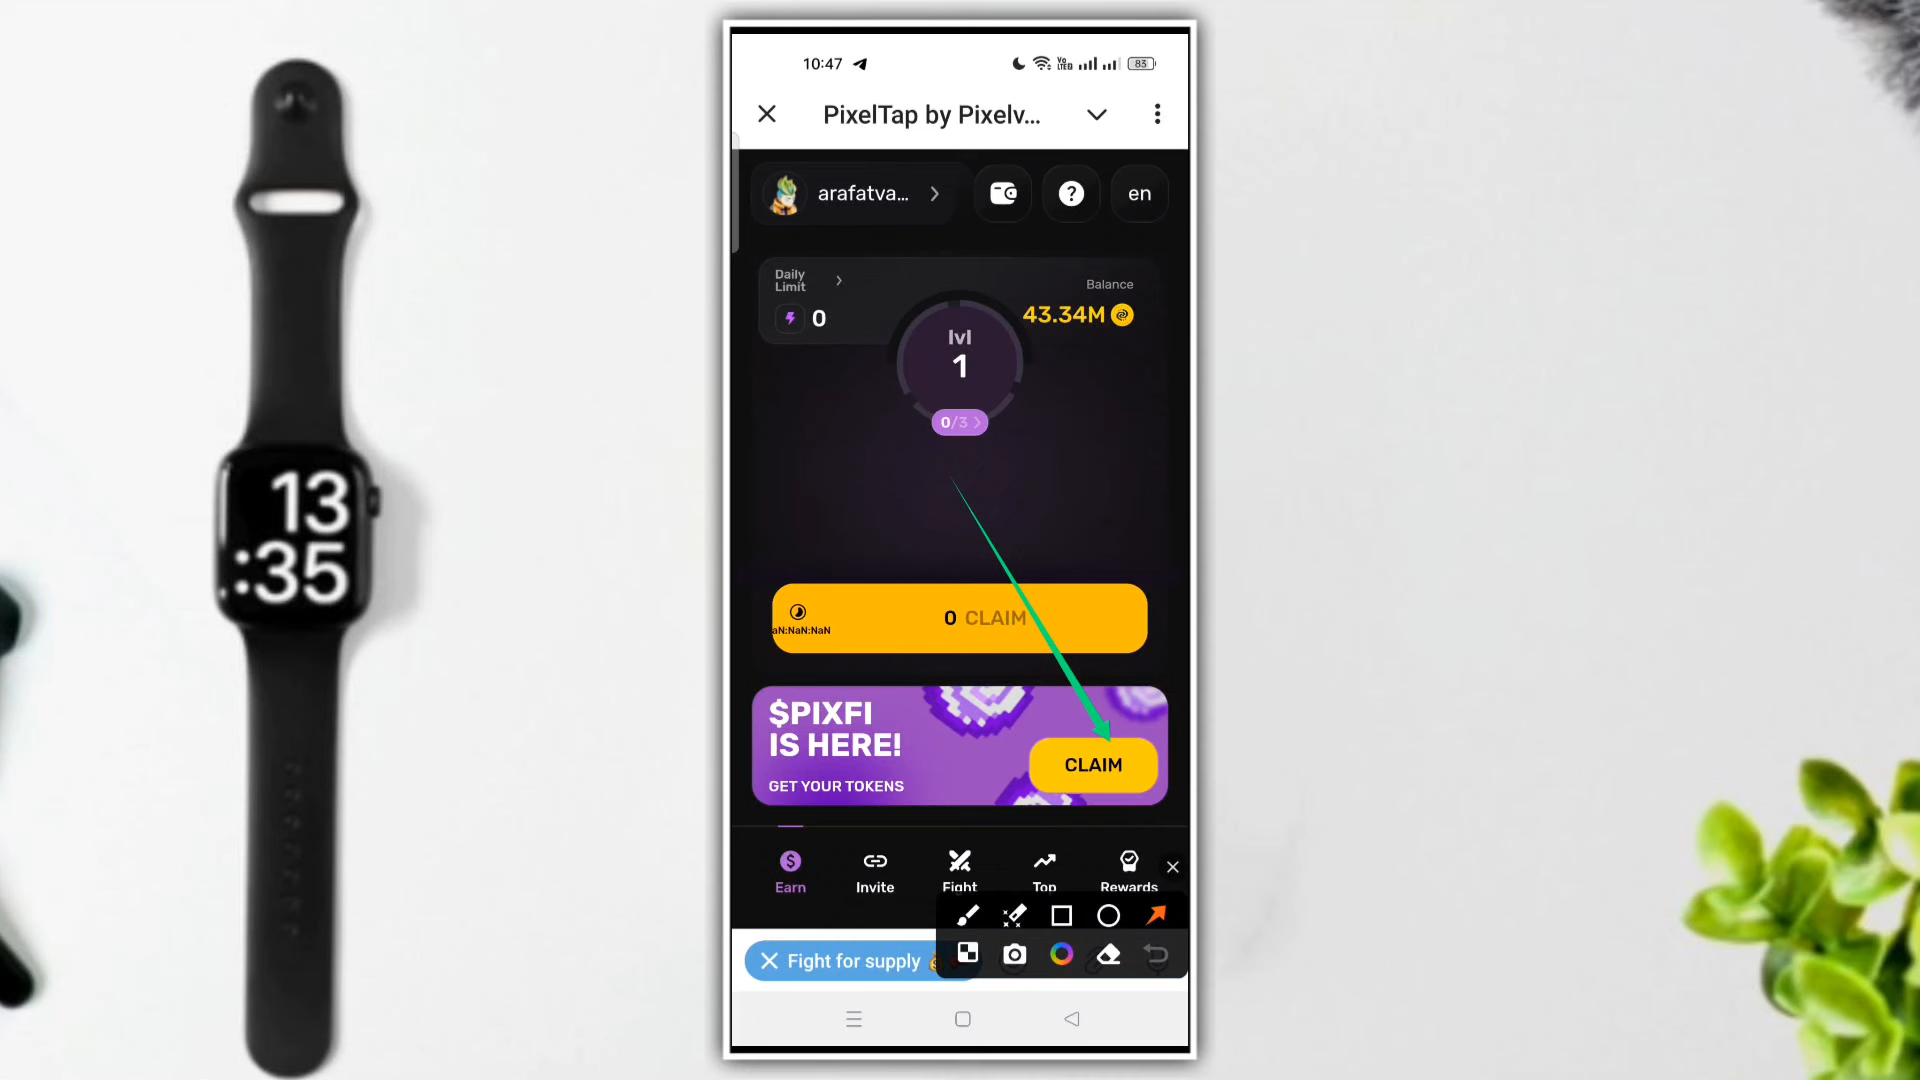 13
:35
10:47
Vo
LTE2
83
PixelTap by Pixelv...
arafatva...
en
Daily
Limit
0
Balance
43.34M
lvl
1
0/3
aN:NaN:NaN
0 CLAIM
$PIXFI
IS HERE!
GET YOUR TOKENS
CLAIM
Earn
Invite
Fight
Top
Rewards
Fight for supply